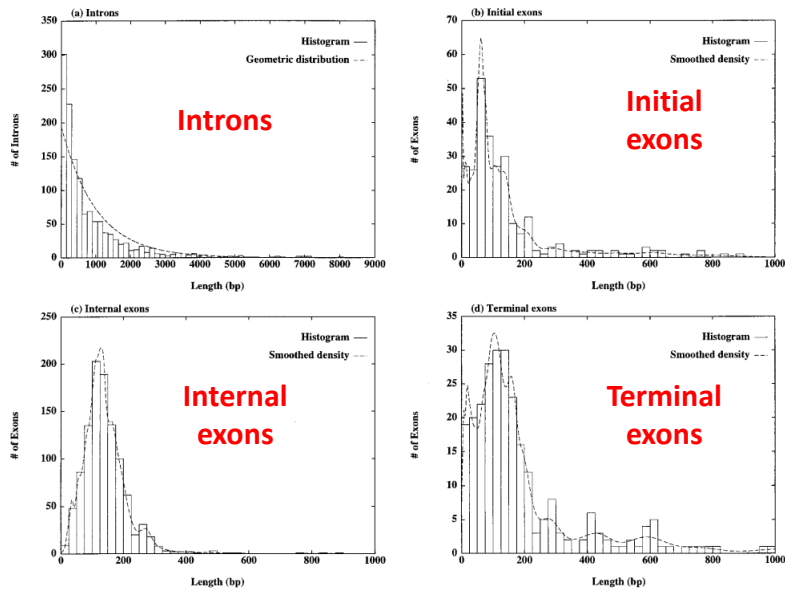 (a) Introns
Histogram
Geometric distribution
Introns
# of Introns
350
300
250
200
150
100
50
0
0 1000 2000 3000 4000 5000 6000 7000 8000 9000
Length (bp)
(b) Initial exons
Histogram
Smoothed density
Initial
exons
# of Exons
70
60
50
40
30
20
10
0
0 200 400 600 800 1000
Length (bp)
(c) Internal exons
Histogram
Smoothed density
Internal
exons
# of Exons
250
200
150
100
50
0
0 200 400 600 800 1000
Length (bp)
(d) Terminal exons
Histogram
Smoothed density
Terminal
exons
# of Exons
35
30
25
20
15
10
5
0
0 200 400 600 800 1000
Length (bp)